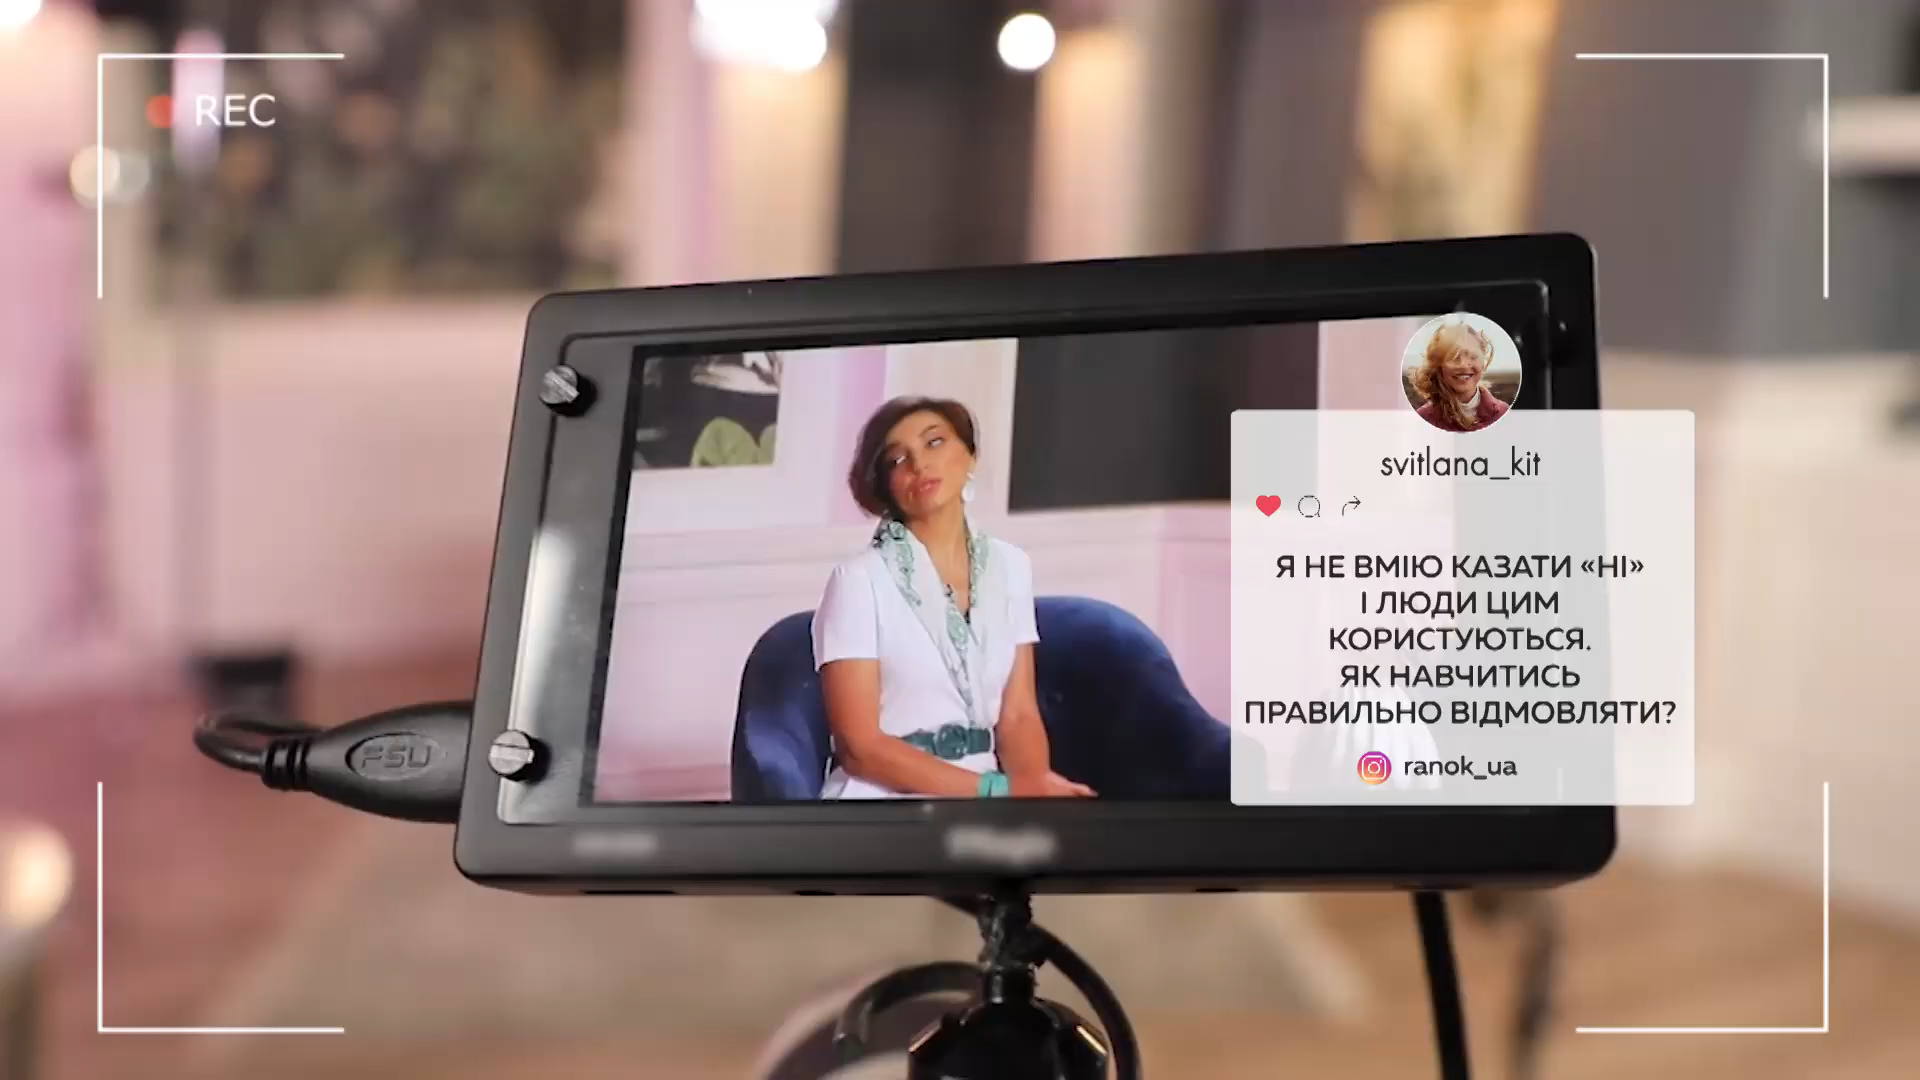 REC
svitlana_kit
Я НЕ ВМІЮ КАЗАТИ «НІ»
І ЛЮДИ ЦИМ
КОРИСТУЮТЬСЯ.
ЯК НАВЧИТИСЬ
ПРАВИЛЬНО ВІДМОВЛЯТИ?
ranok_ua
FSU